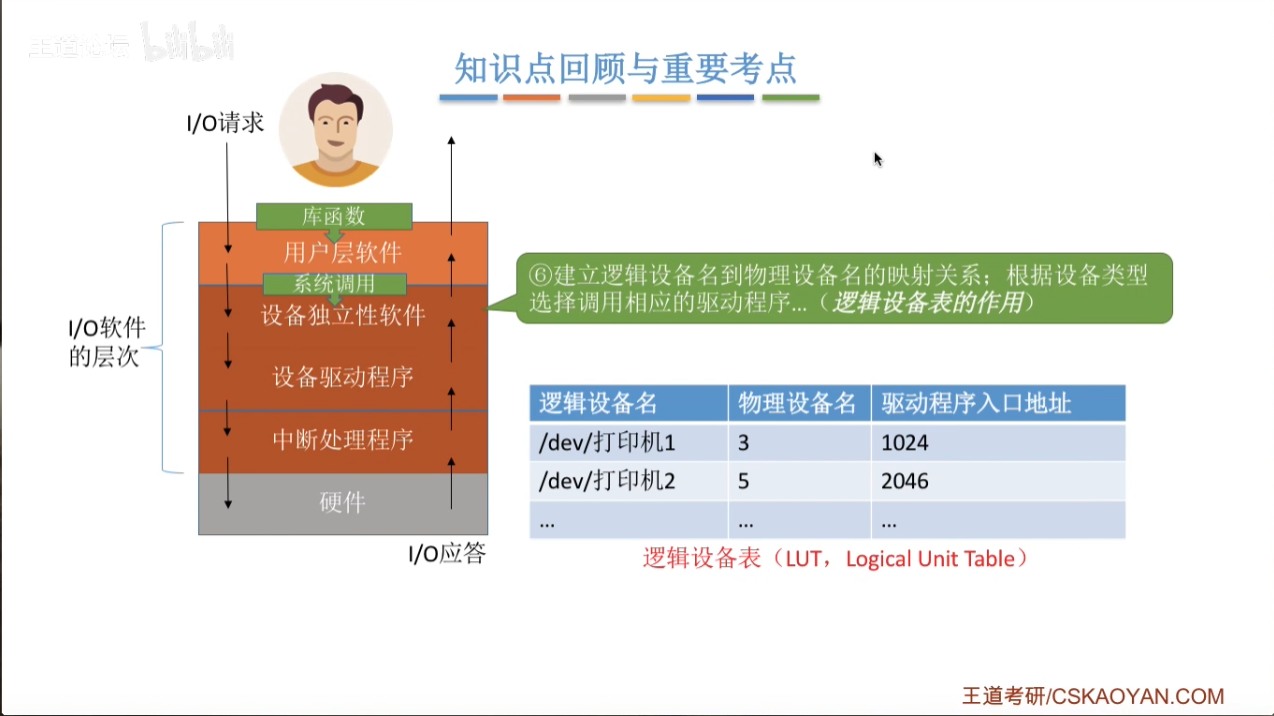 王道论坛 bilibili
知识点回顾与重要考点
I/O请求
库函数
用户层软件
系统调用
设备独立性软件
设备驱动程序
中断处理程序
硬件
I/O软件
的层次
I/O应答
⑥建立逻辑设备名到物理设备名的映射关系；根据设备类型
选择调用相应的驱动程序...（逻辑设备表的作用）
逻辑设备名 物理设备名 驱动程序入口地址
/dev/打印机1 3 1024
/dev/打印机2 5 2046
... ... ...
逻辑设备表（LUT，Logical Unit Table）
王道考研/CSKAOYAN.COM